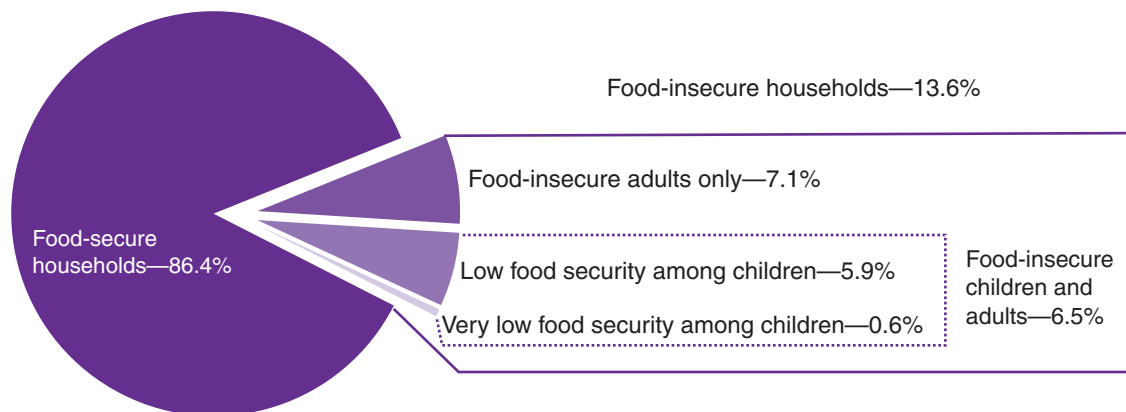 Food-insecure households—13.6%
Food-insecure adults only—7.1%
Food-secure
households—86.4%
Low food security among children—5.9%
Very low food security among children—0.6%
Food-insecure
children and
adults—6.5%